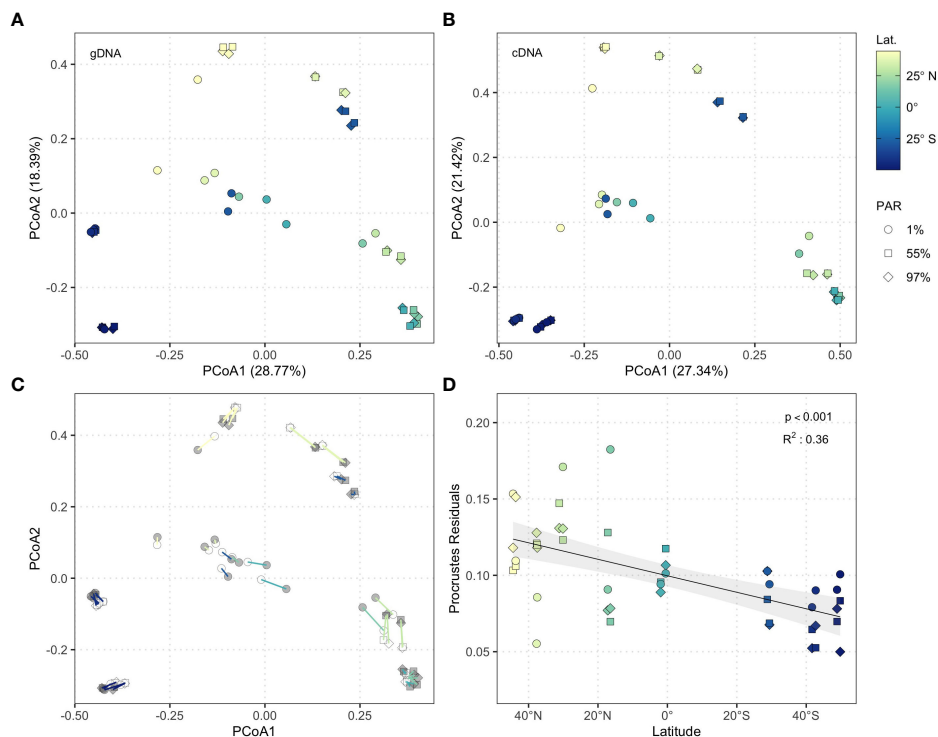 A
gDNA
0.4
0.2
0.0
-0.2
-0.50
-0.25
0.00
0.25
PCoA1 (28.77%)
PCoA2 (18.39%)
B
cDNA
0.4
0.2
0.0
-0.2
-0.50
-0.25
0.00
0.25
0.50
PCoA1 (27.34%)
PCoA2 (21.42%)
Lat.
25° N
0°
25° S
PAR
1%
55%
97%
C
0.4
0.2
0.0
-0.2
-0.50
-0.25
0.00
0.25
PCoA1
PCoA2
D
p < 0.001
R² : 0.36
0.20
0.15
0.10
0.05
40°N
20°N
0°
20°S
40°S
Latitude
Procrustes Residuals